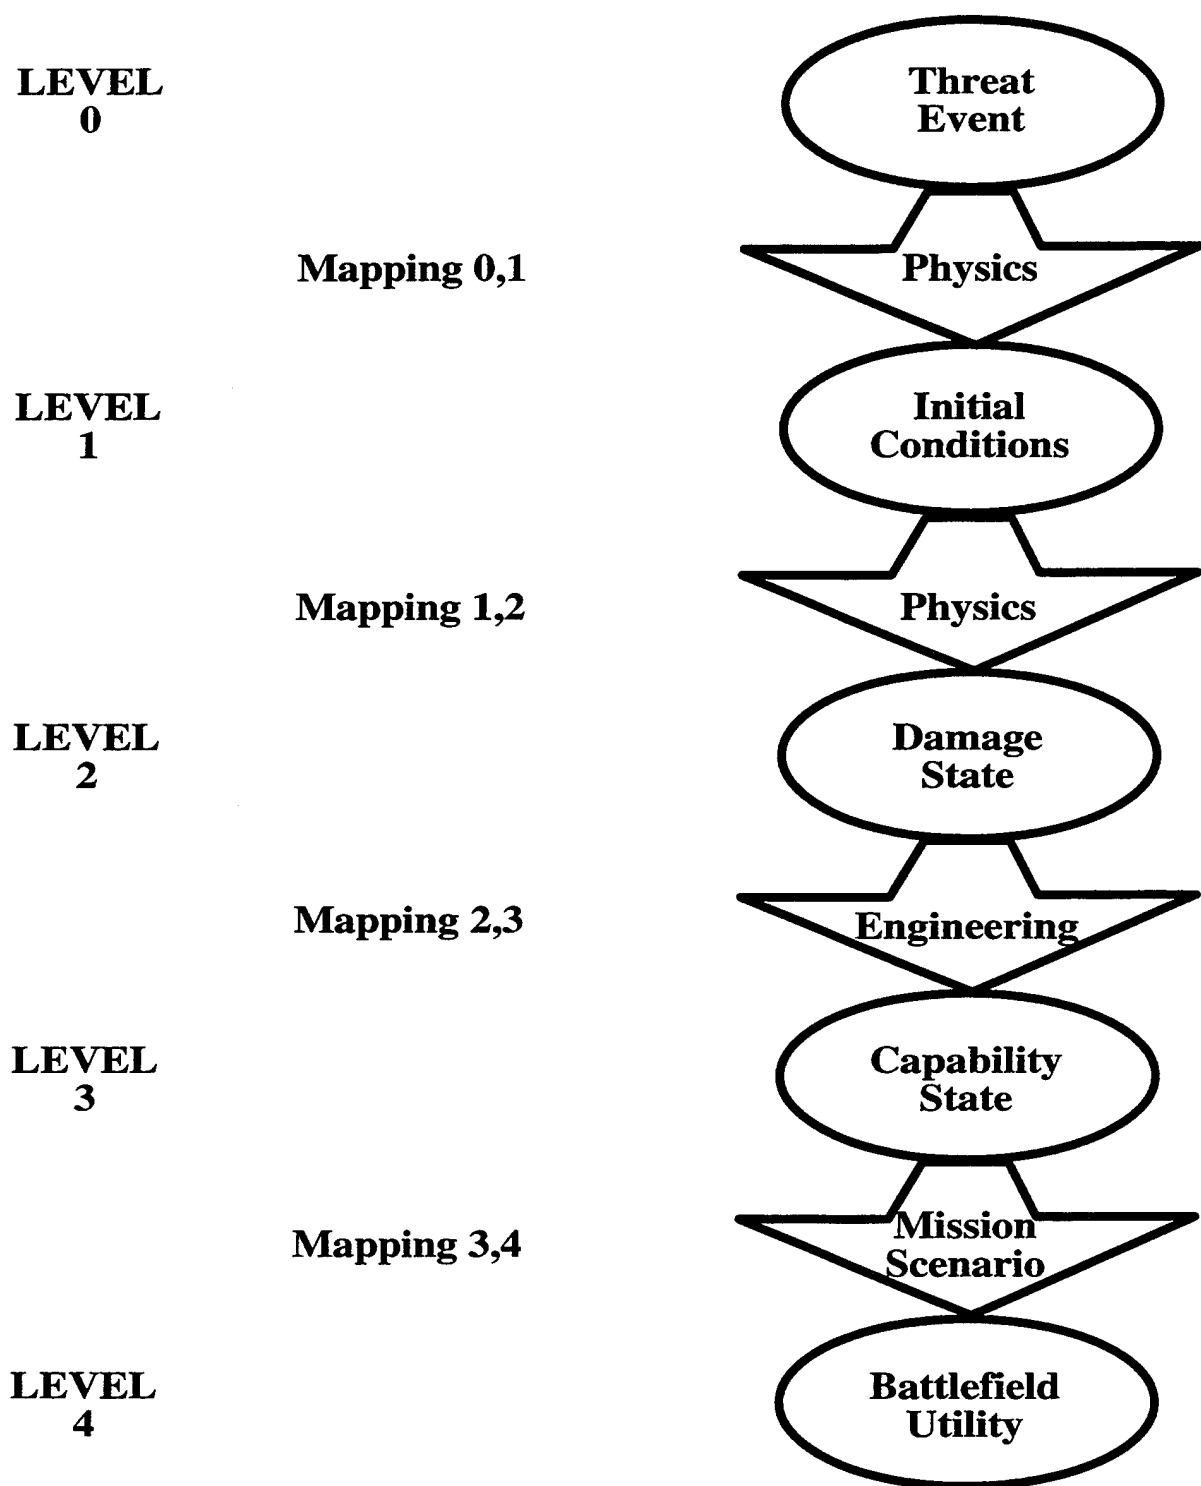 LEVEL
0
Threat
Event
Mapping 0,1
Physics
LEVEL
1
Initial
Conditions
Mapping 1,2
Physics
LEVEL
2
Damage
State
Mapping 2,3
Engineering
LEVEL
3
Capability
State
Mapping 3,4
Mission
Scenario
LEVEL
4
Battlefield
Utility